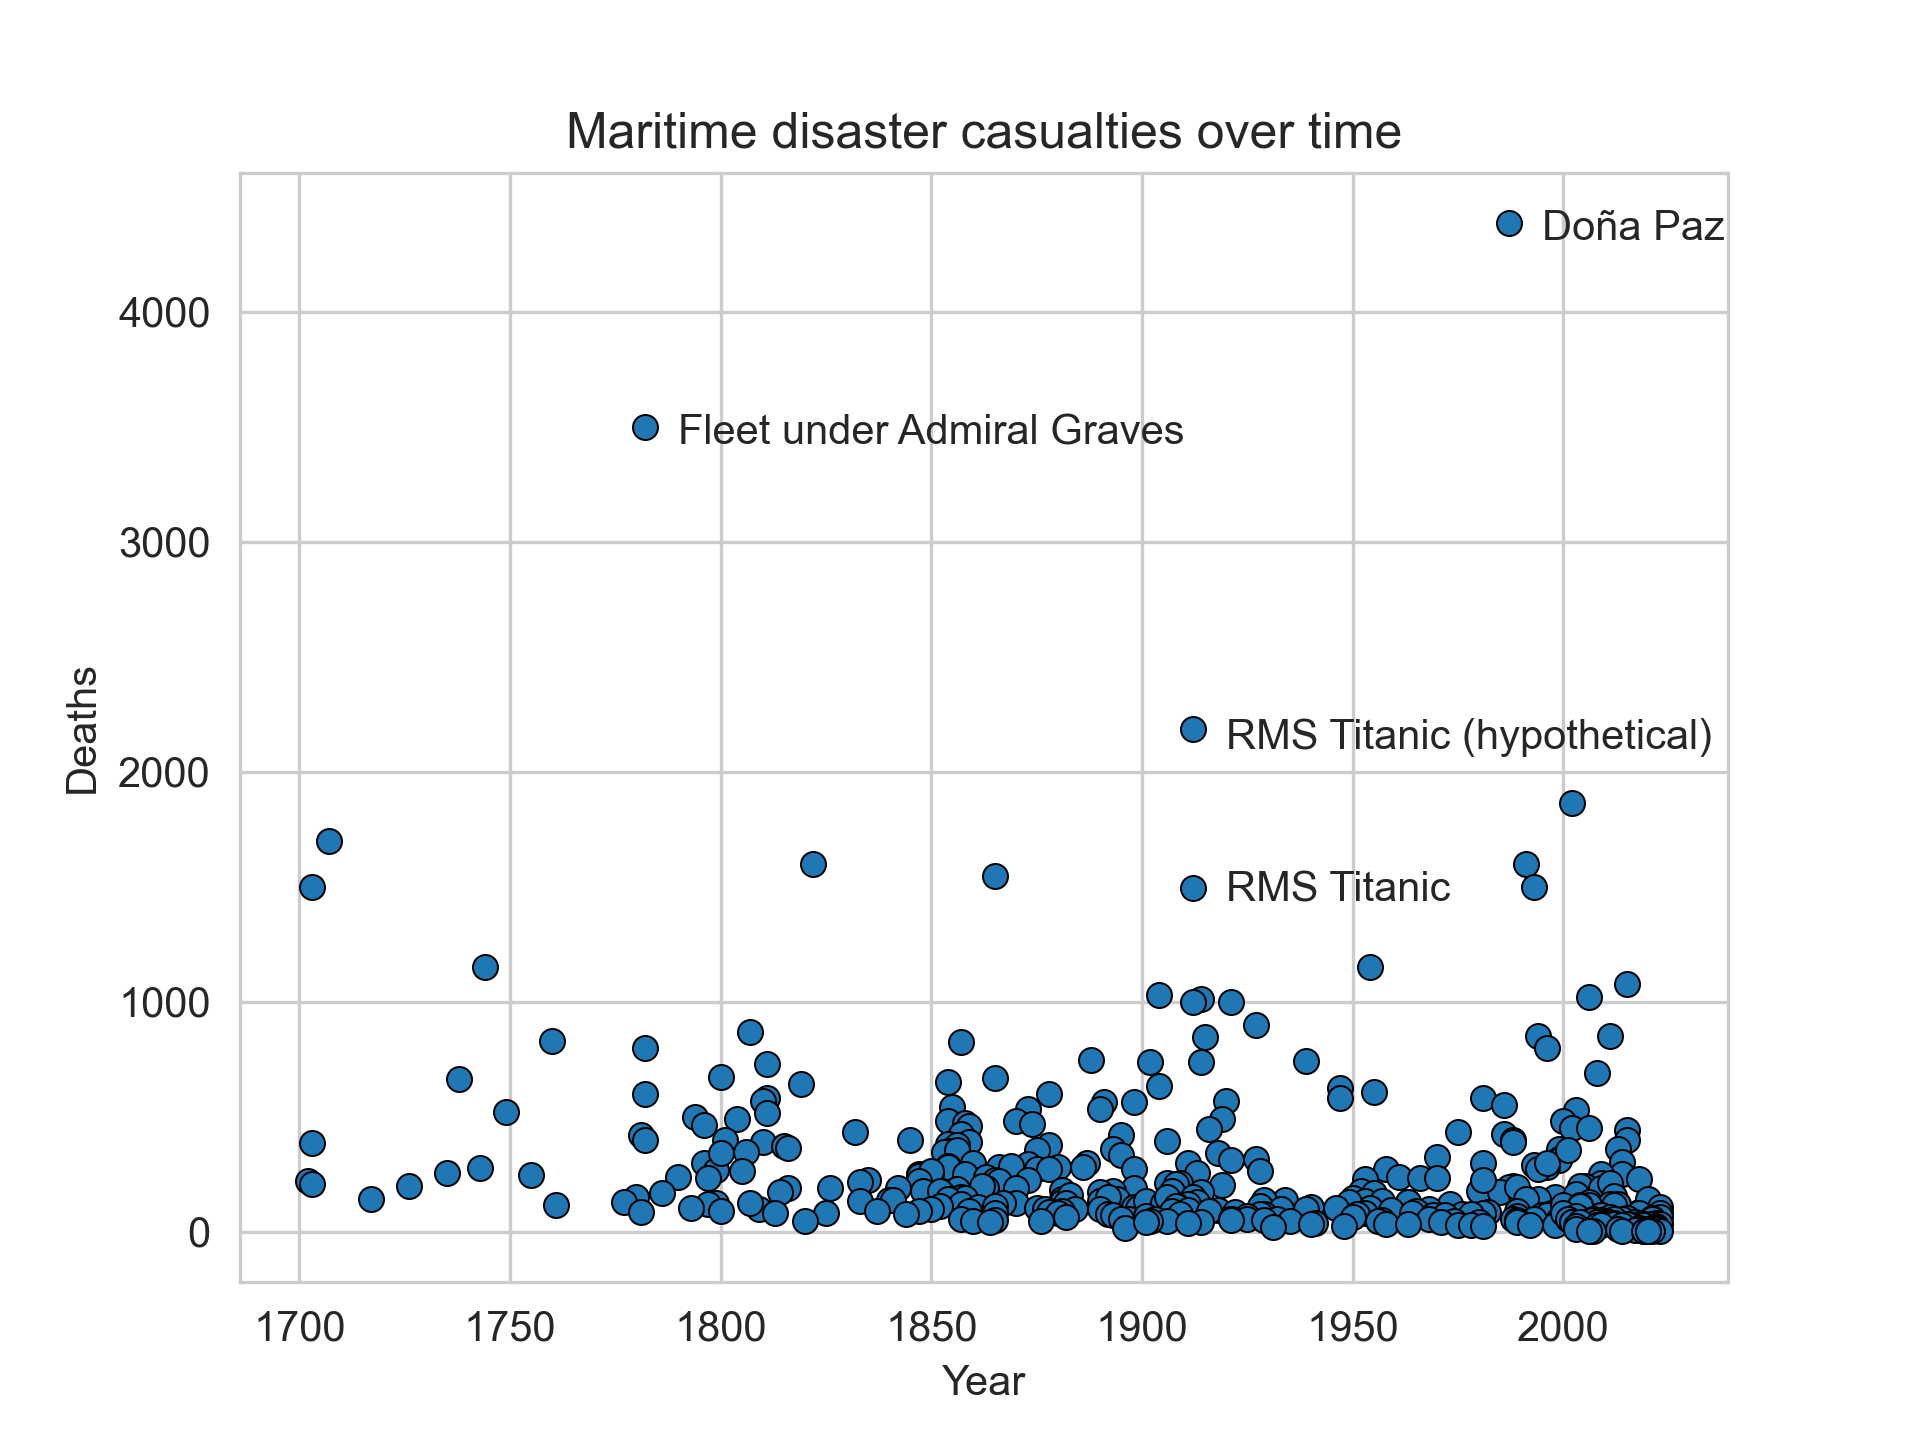 Maritime disaster casualties over time
Doña Paz
4000
Fleet under Admiral Graves
3000
RMS Titanic (hypothetical)
2000
RMS Titanic
1000
0
Deaths
1700 1750 1800 1850 1900 1950 2000
Year